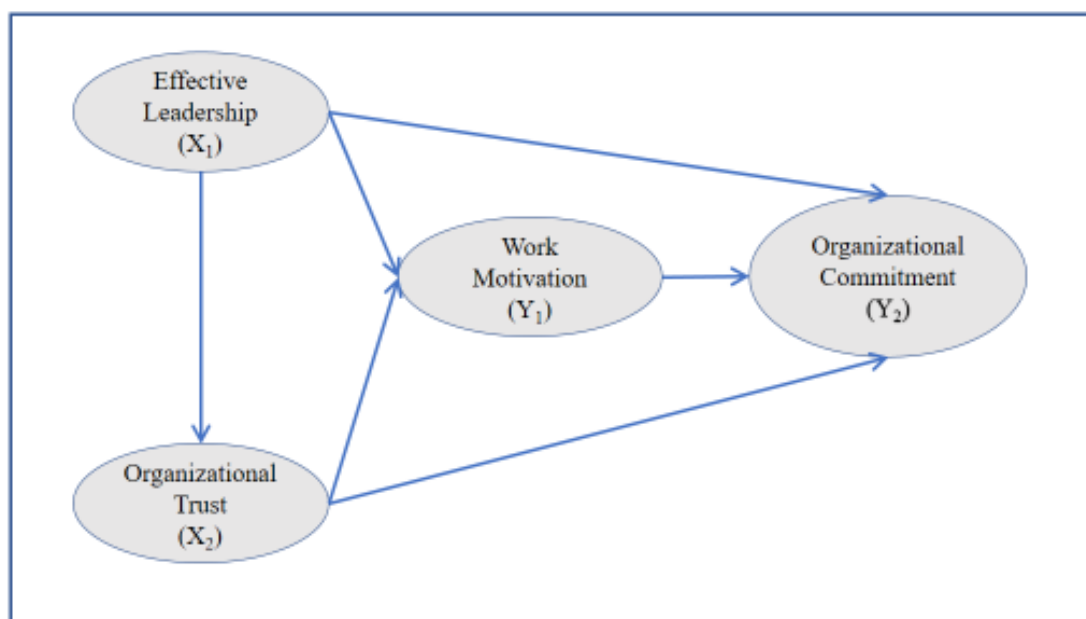 Effective
Leadership
(X₁)
Work
Motivation
(Y₁)
Organizational
Commitment
(Y₂)
Organizational
Trust
(X₂)